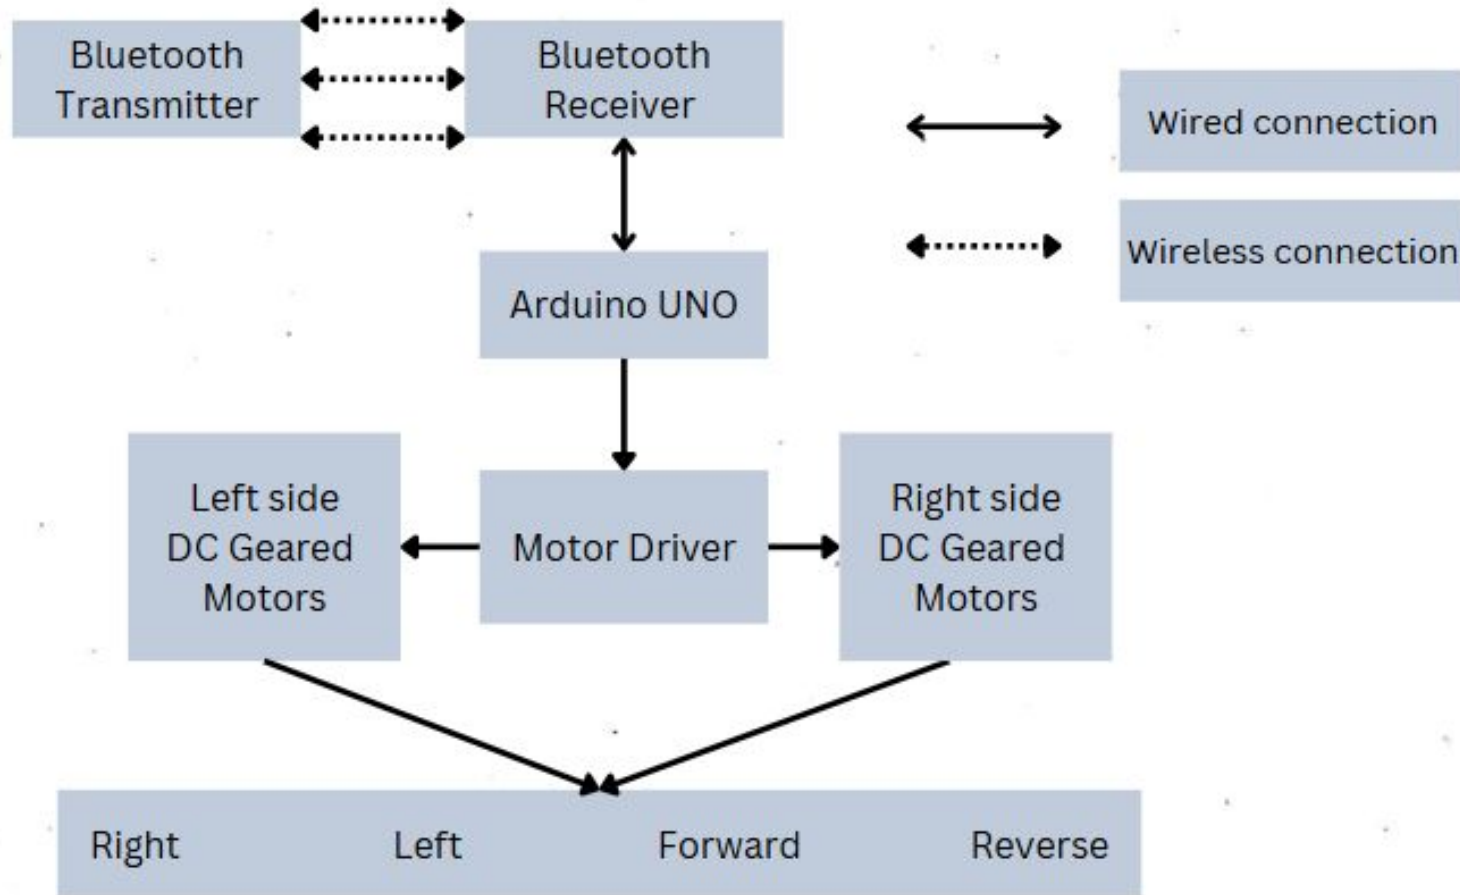 Bluetooth
Transmitter
Bluetooth
Receiver
Wired connection
Wireless connection
Arduino UNO
Left side
DC Geared
Motors
Motor Driver
Right side
DC Geared
Motors
Right Left Forward Reverse